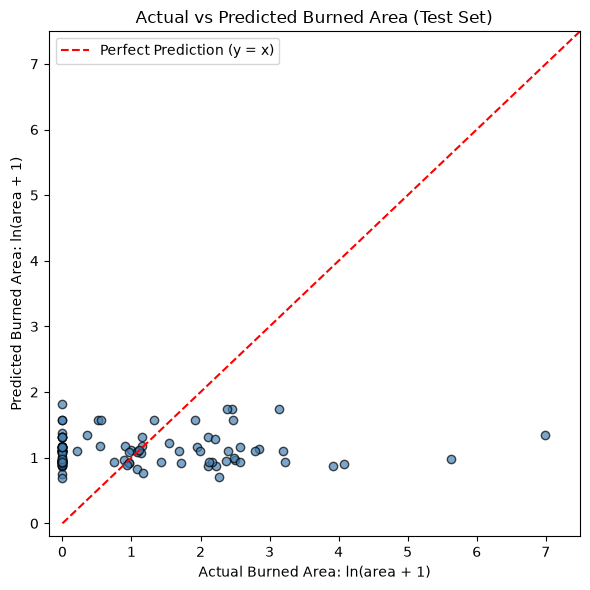 Actual vs Predicted Burned Area (Test Set)
Perfect Prediction (y = x)
Predicted Burned Area: ln(area + 1)
7
6
5
4
3
2
1
0
0 1 2 3 4 5 6 7
Actual Burned Area: ln(area + 1)